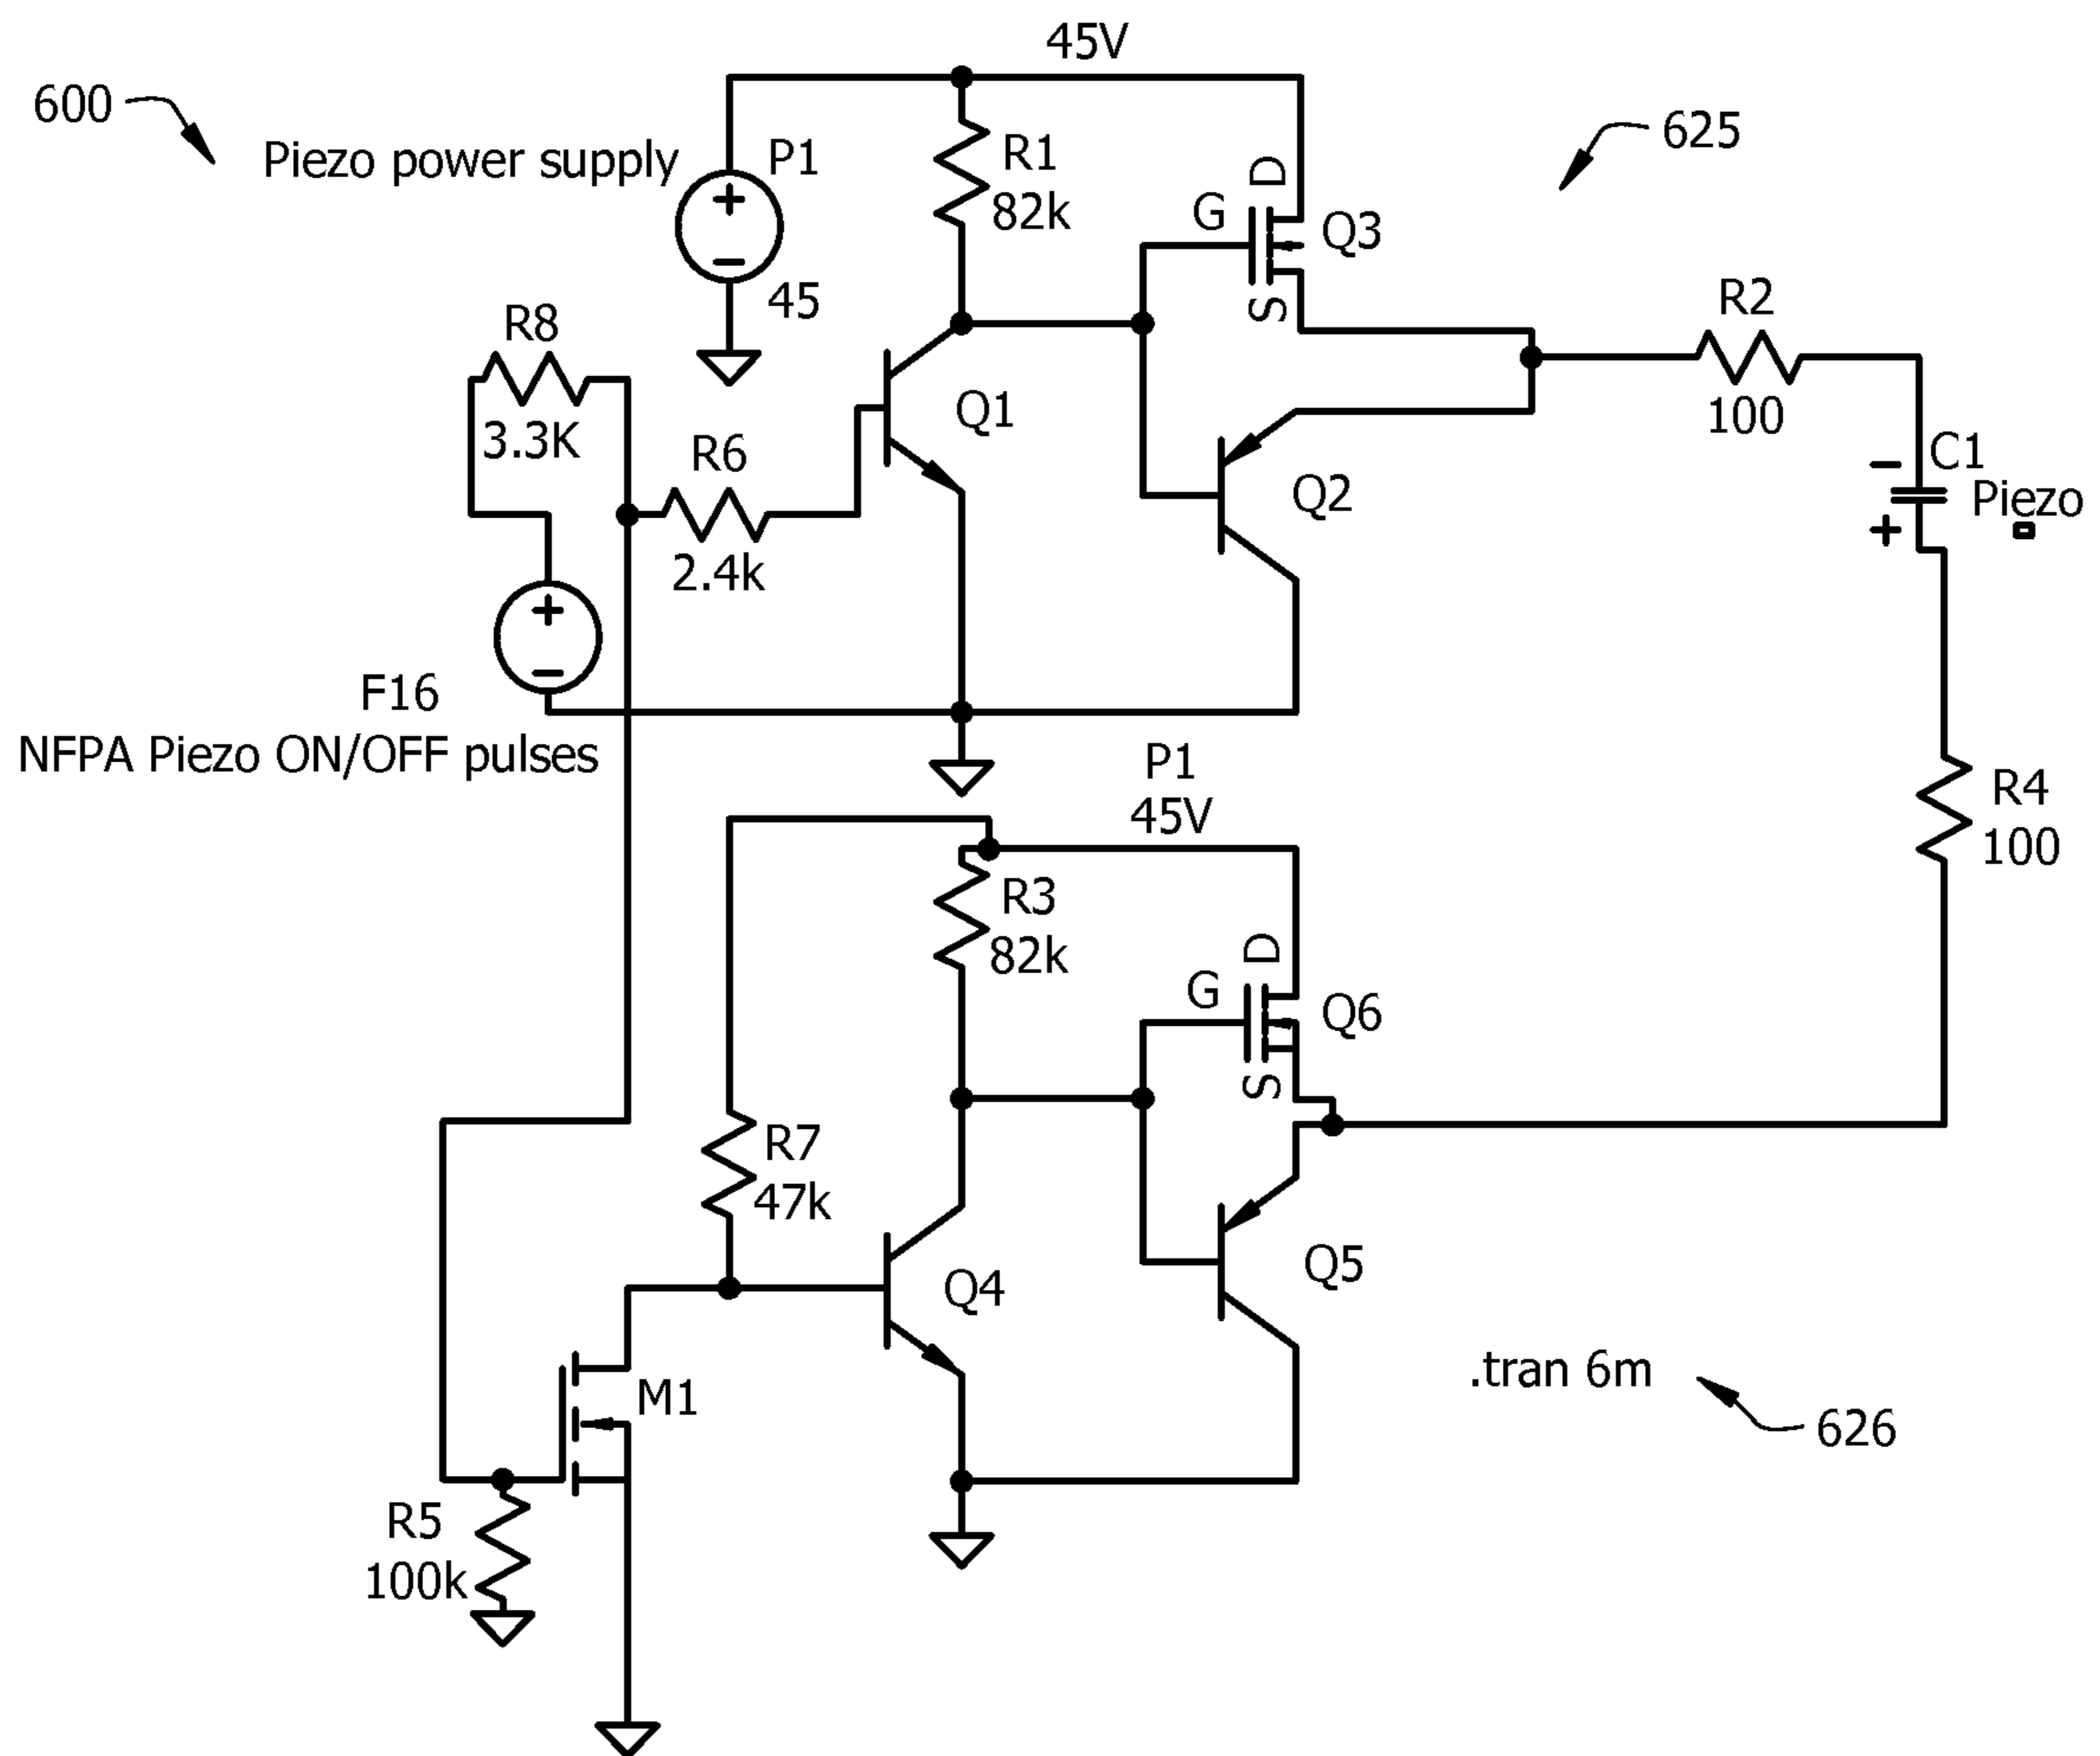 45V
600
625
Piezo power supply
P1
R1
82k
D
G
Q3
S
45
R8
3.3K
R2
100
Q1
R6
2.4k
Q2
C1
Piezo
F16
NFPA Piezo ON/OFF pulses
P1
45V
R4
100
R3
82k
D
G
Q6
S
R7
47k
Q5
Q4
M1
.tran 6m
626
R5
100k